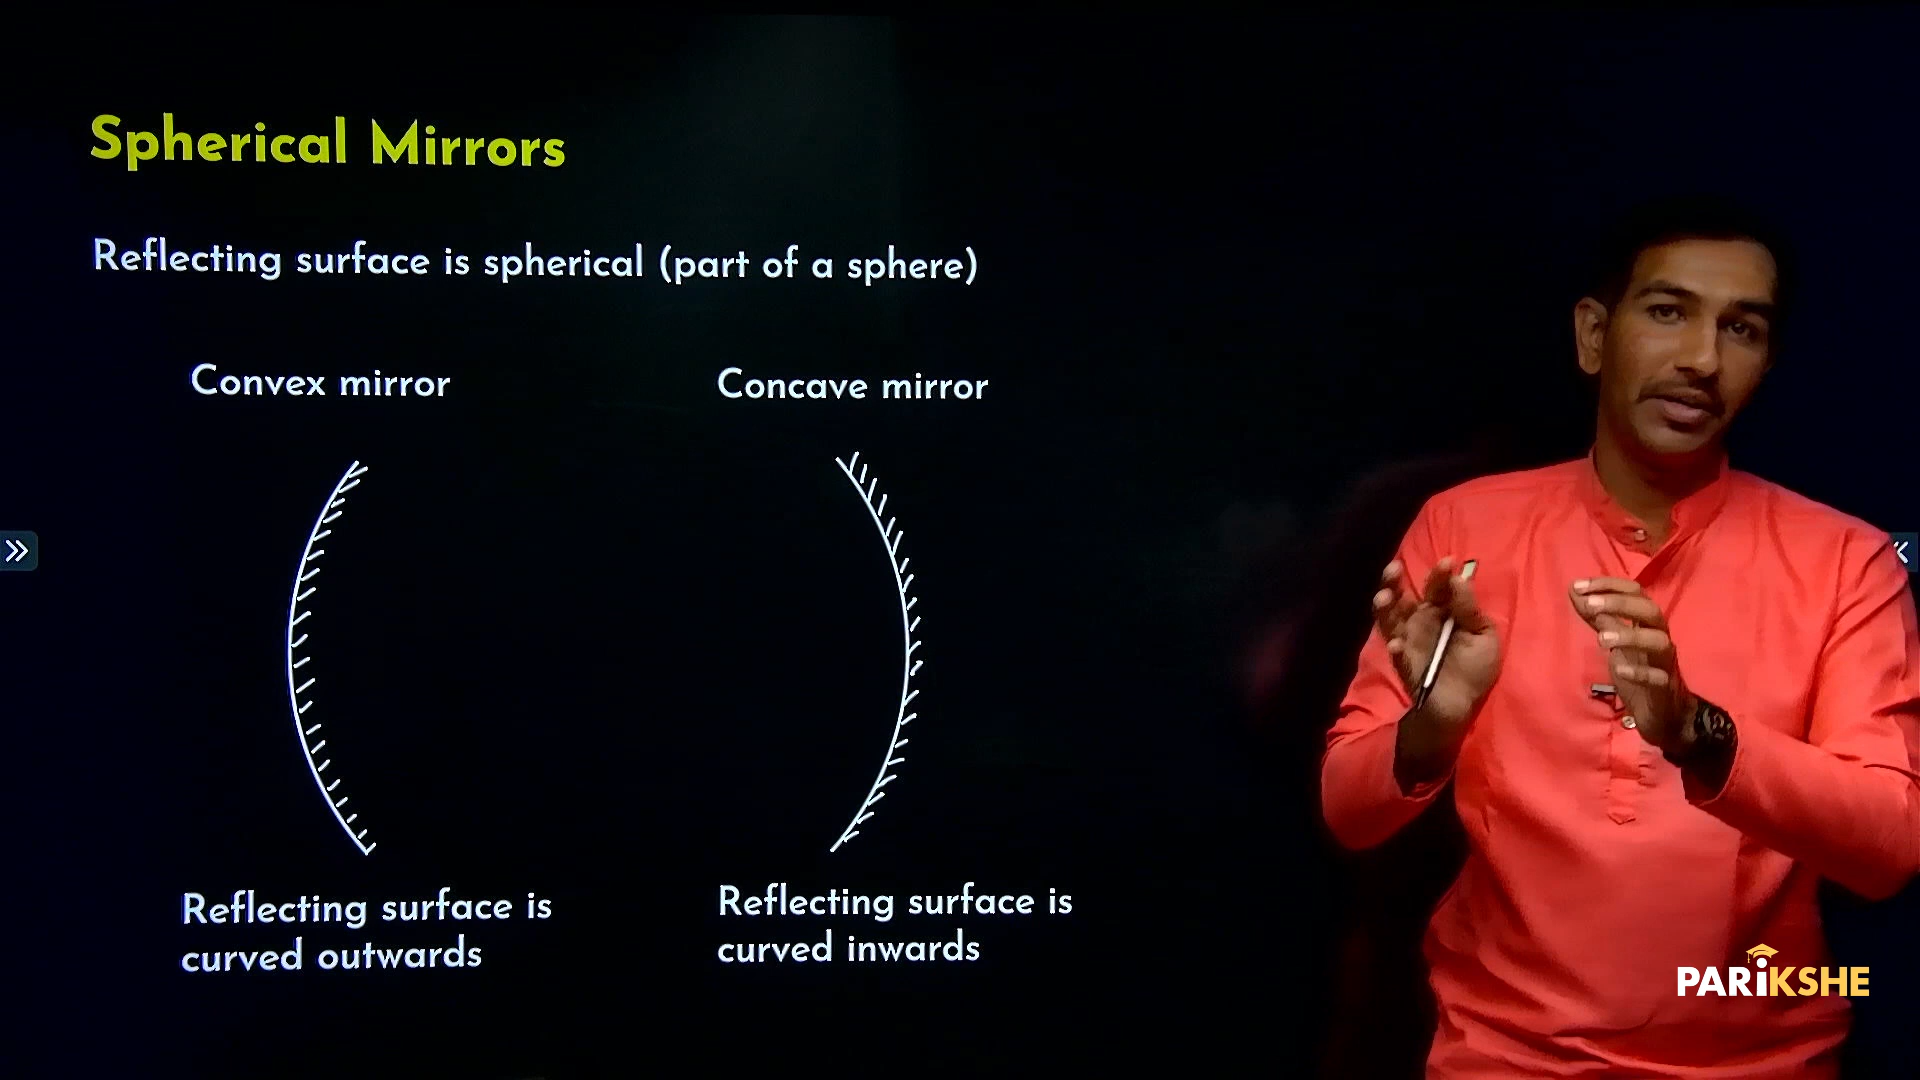 Spherical Mirrors
Reflecting surface is spherical (part of a sphere)
Convex mirror
Concave mirror
Reflecting surface is
curved outwards
Reflecting surface is
curved inwards
PARIKSHE